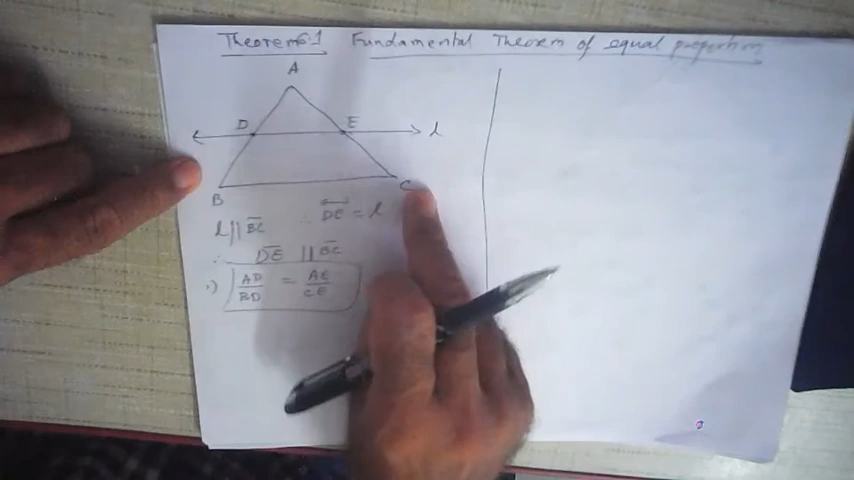 Theorem 6.1 Fundamental Theorem of equal proportion
A
D E l
B C
l || BC ∴ DE = l
∴ DE || BC
AD/BD = AE/CE